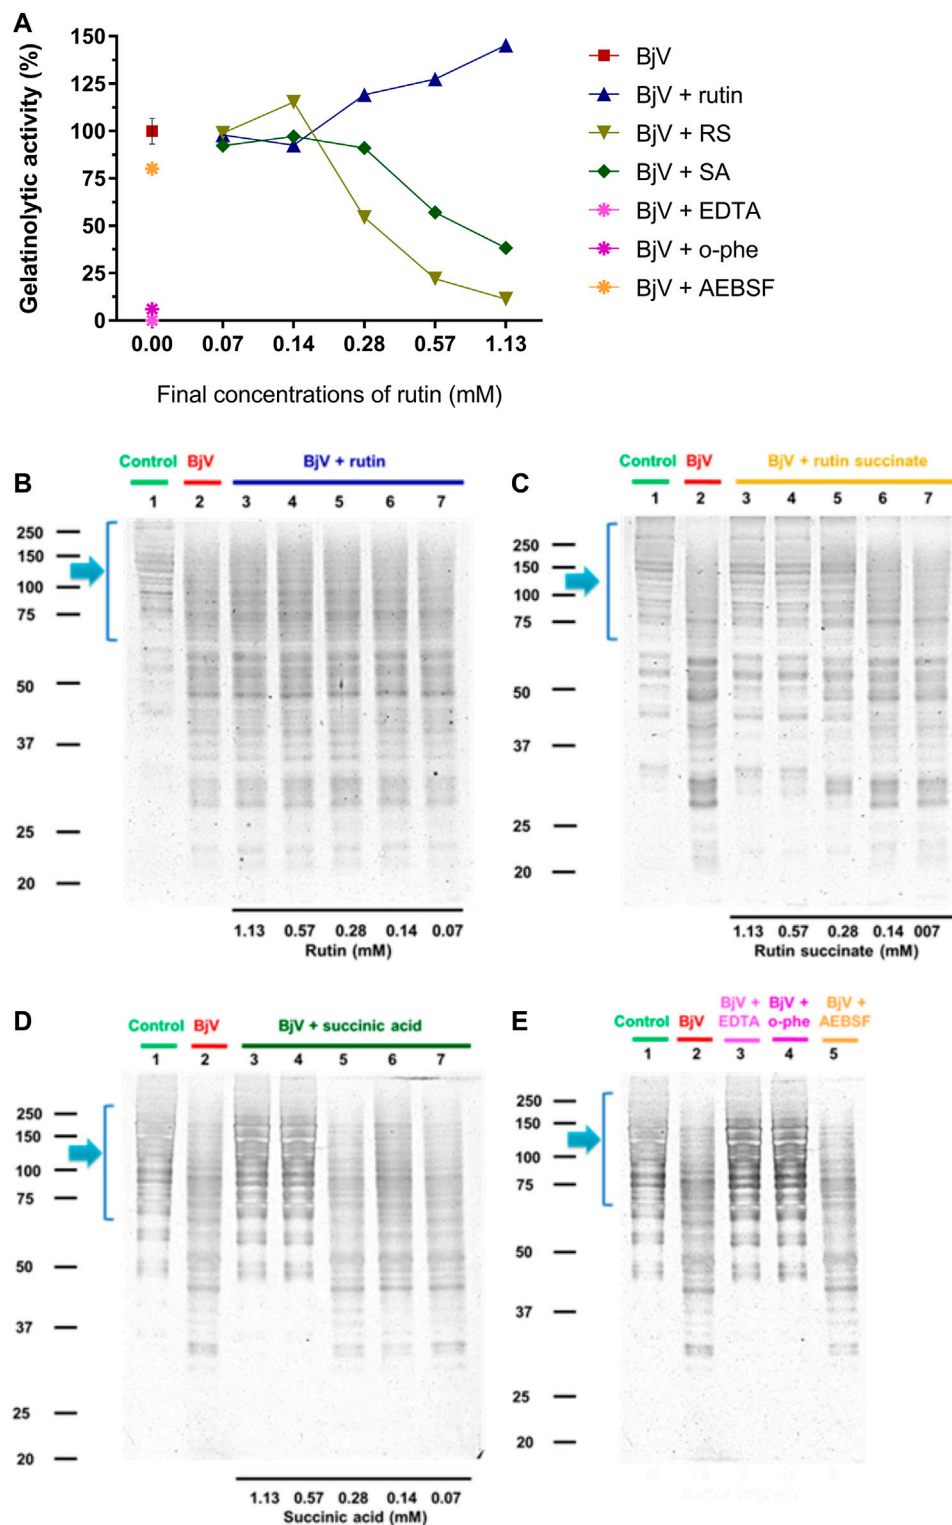 A
Gelatinolytic activity (%)
150
125
100
75
50
25
0
0.00 0.07 0.14 0.28 0.57 1.13
Final concentrations of rutin (mM)
BjV
BjV + rutin
BjV + RS
BjV + SA
BjV + EDTA
BjV + o-phe
BjV + AEBSF
B
Control BjV BjV + rutin
1 2 3 4 5 6 7
250
150
100
75
50
37
25
20
1.13 0.57 0.28 0.14 0.07
Rutin (mM)
C
Control BjV BjV + rutin succinate
1 2 3 4 5 6 7
250
150
100
75
50
37
25
20
1.13 0.57 0.28 0.14 007
Rutin succinate (mM)
D
Control BjV BjV + succinic acid
1 2 3 4 5 6 7
250
150
100
75
50
37
25
20
1.13 0.57 0.28 0.14 0.07
Succinic acid (mM)
E
Control BjV BjV + EDTA BjV + o-phe BjV + AEBSF
1 2 3 4 5
250
150
100
75
50
37
25
20